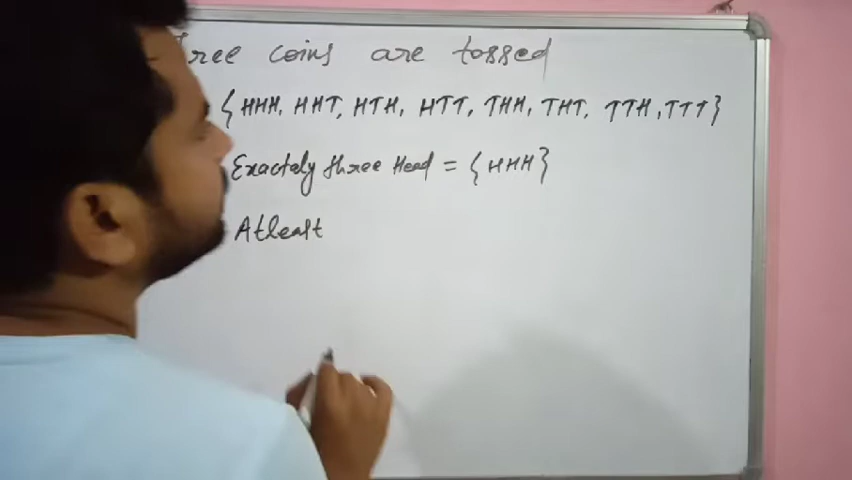 ree coins are tossed
{HHH, HHT, HTH, HTT, THH, THT, TTH, TTT}
Exactely three Head = {HHH}
Atleast